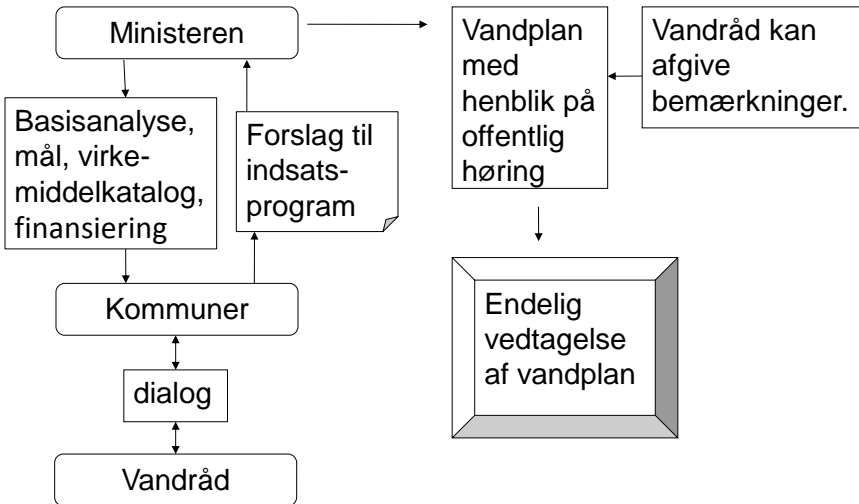 Ministeren
Basisanalyse,
mål, virke-
middelkatalog,
finansiering
Forslag til
indsats-
program
Kommuner
dialog
Vandråd
Vandplan
med
henblik på
offentlig
høring
Vandråd kan
afgive
bemærkninger.
Endelig
vedtagelse
af vandplan